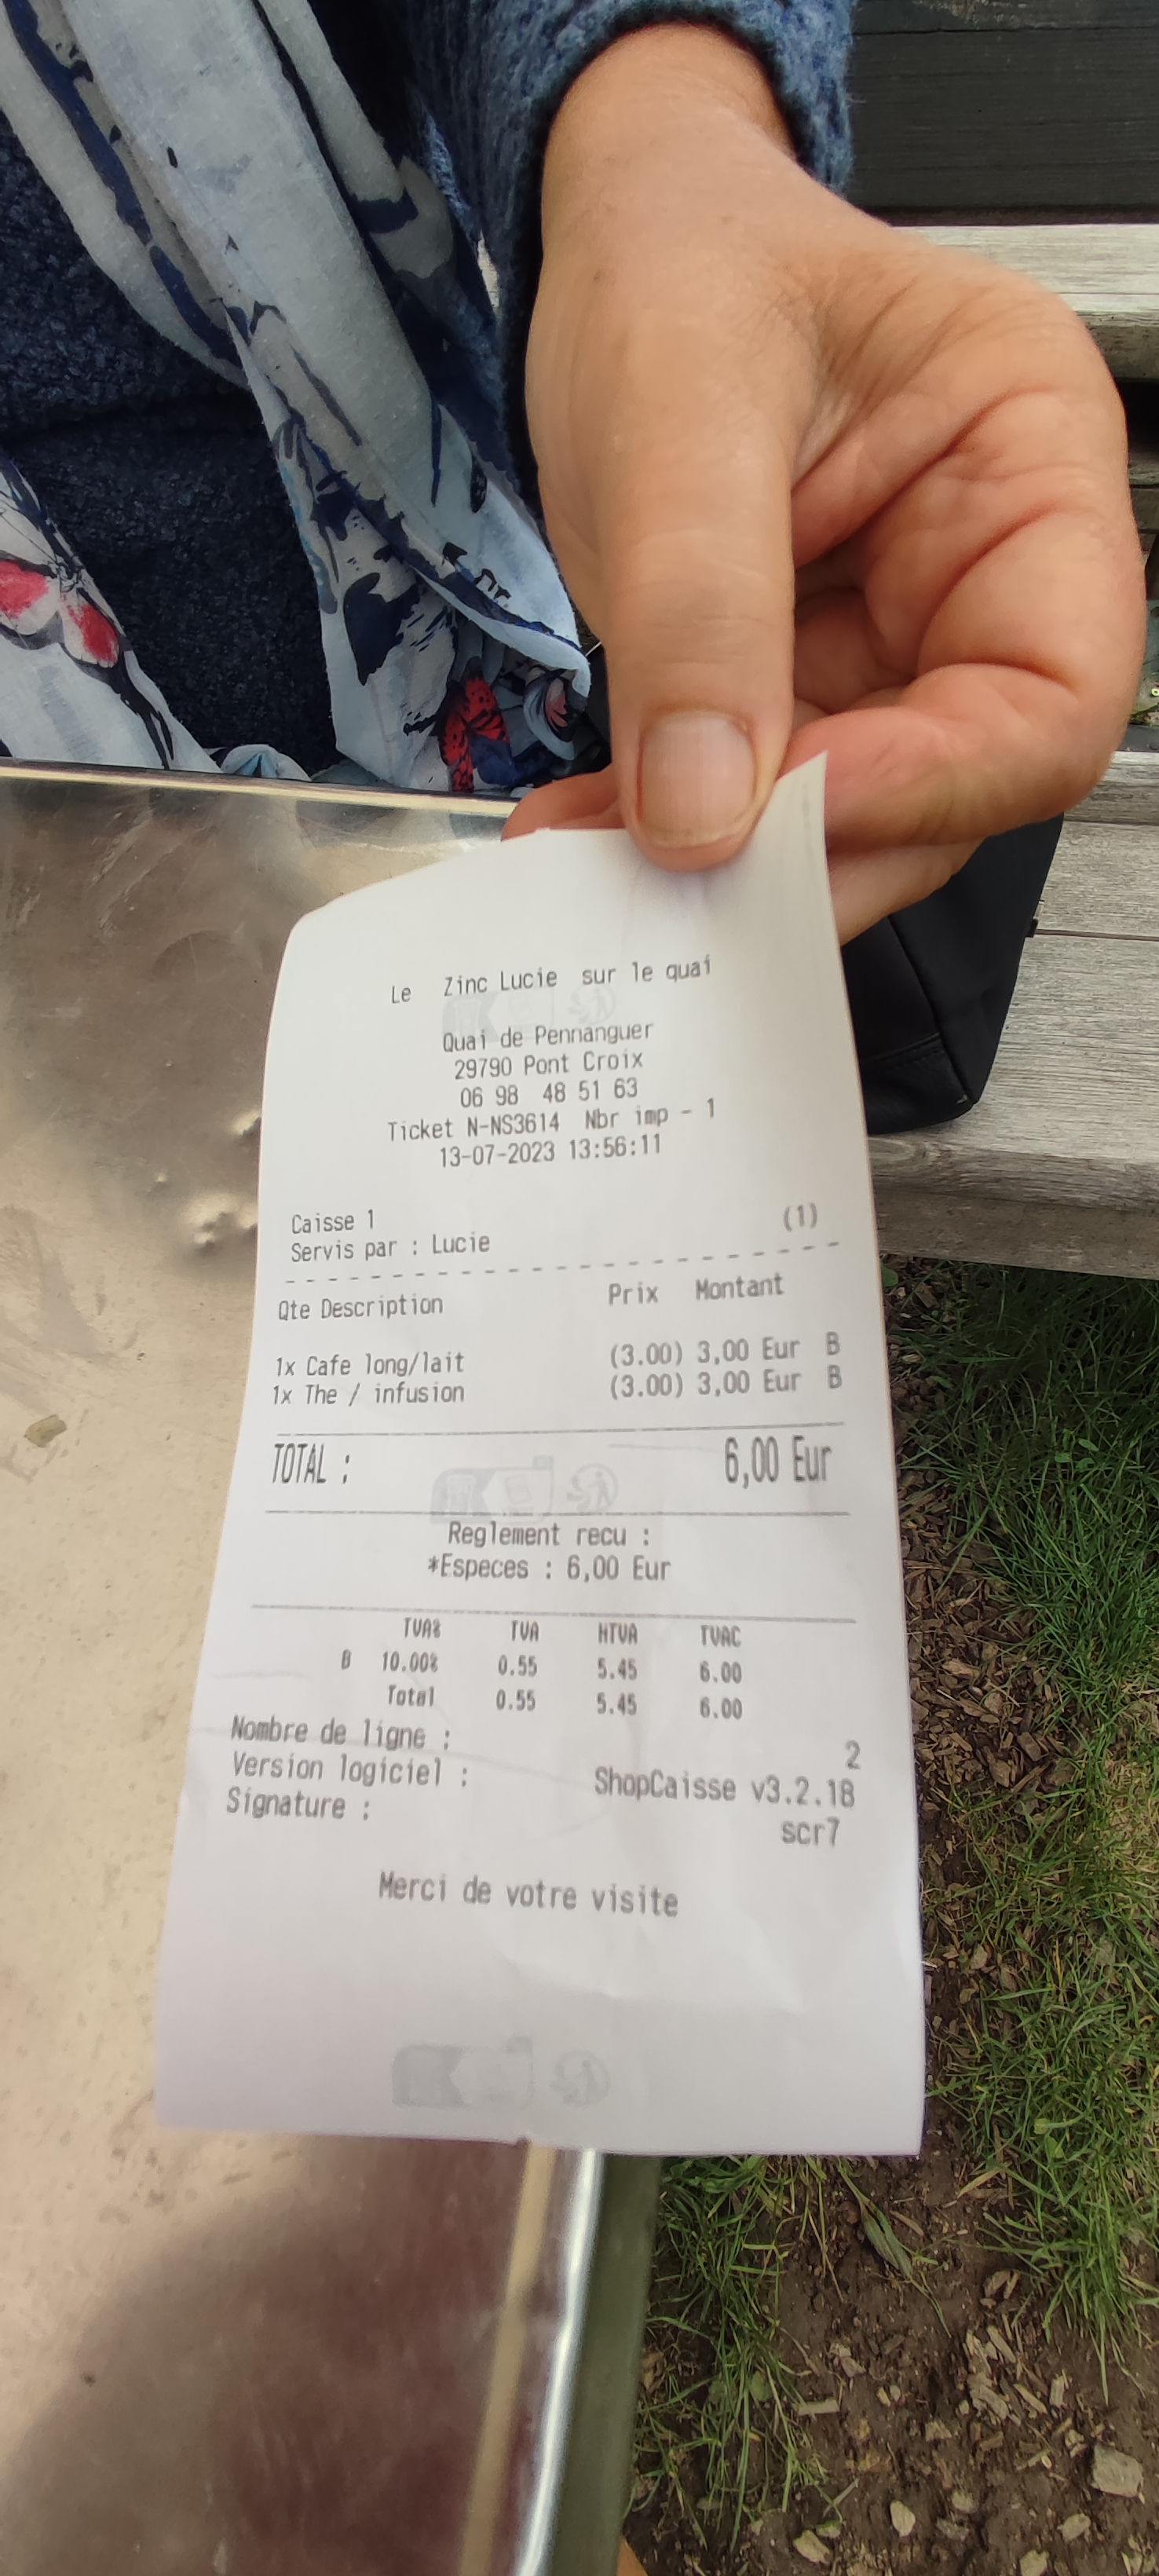 Le Zinc Lucie sur le quai
Quai de Pennanguer
29790 Pont Croix
06 98 48 51 63
Ticket N-NS3614 Nbr imp - 1
13-07-2023 13:56:11
Caisse 1 (1)
Servis par : Lucie
Qte Description Prix Montant
1x Cafe long/lait (3.00) 3,00 Eur B
1x The / infusion (3.00) 3,00 Eur B
TOTAL : 6,00 Eur
Reglement recu :
*Especes : 6,00 Eur
TVA% TVA HTVA TVAC
B 10.00% 0.55 5.45 6.00
Total 0.55 5.45 6.00
Nombre de ligne : 2
Version logiciel : ShopCaisse v3.2.18
Signature : scr7
Merci de votre visite